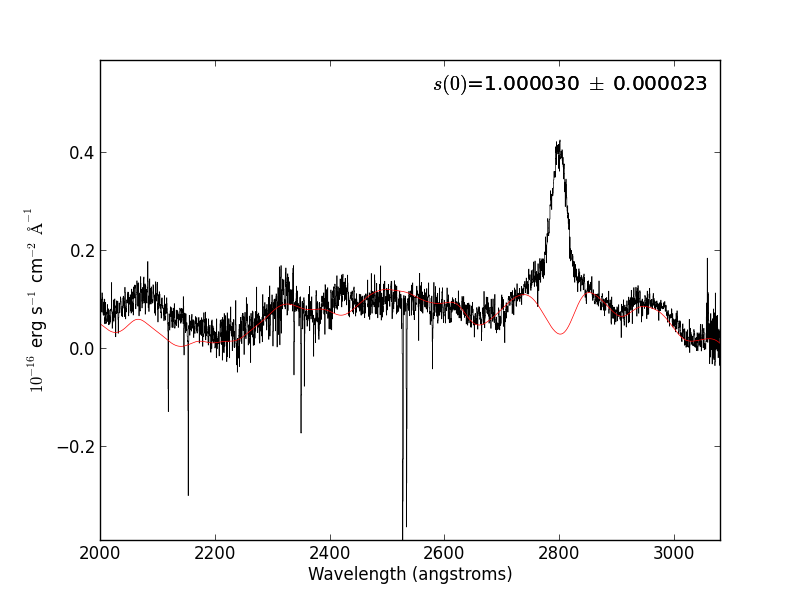 s(0)=1.000030 ± 0.000023
0.4
0.2
0.0
−0.2
10⁻¹⁶ erg s⁻¹ cm⁻² Å⁻¹
2000 2200 2400 2600 2800 3000
Wavelength (angstroms)